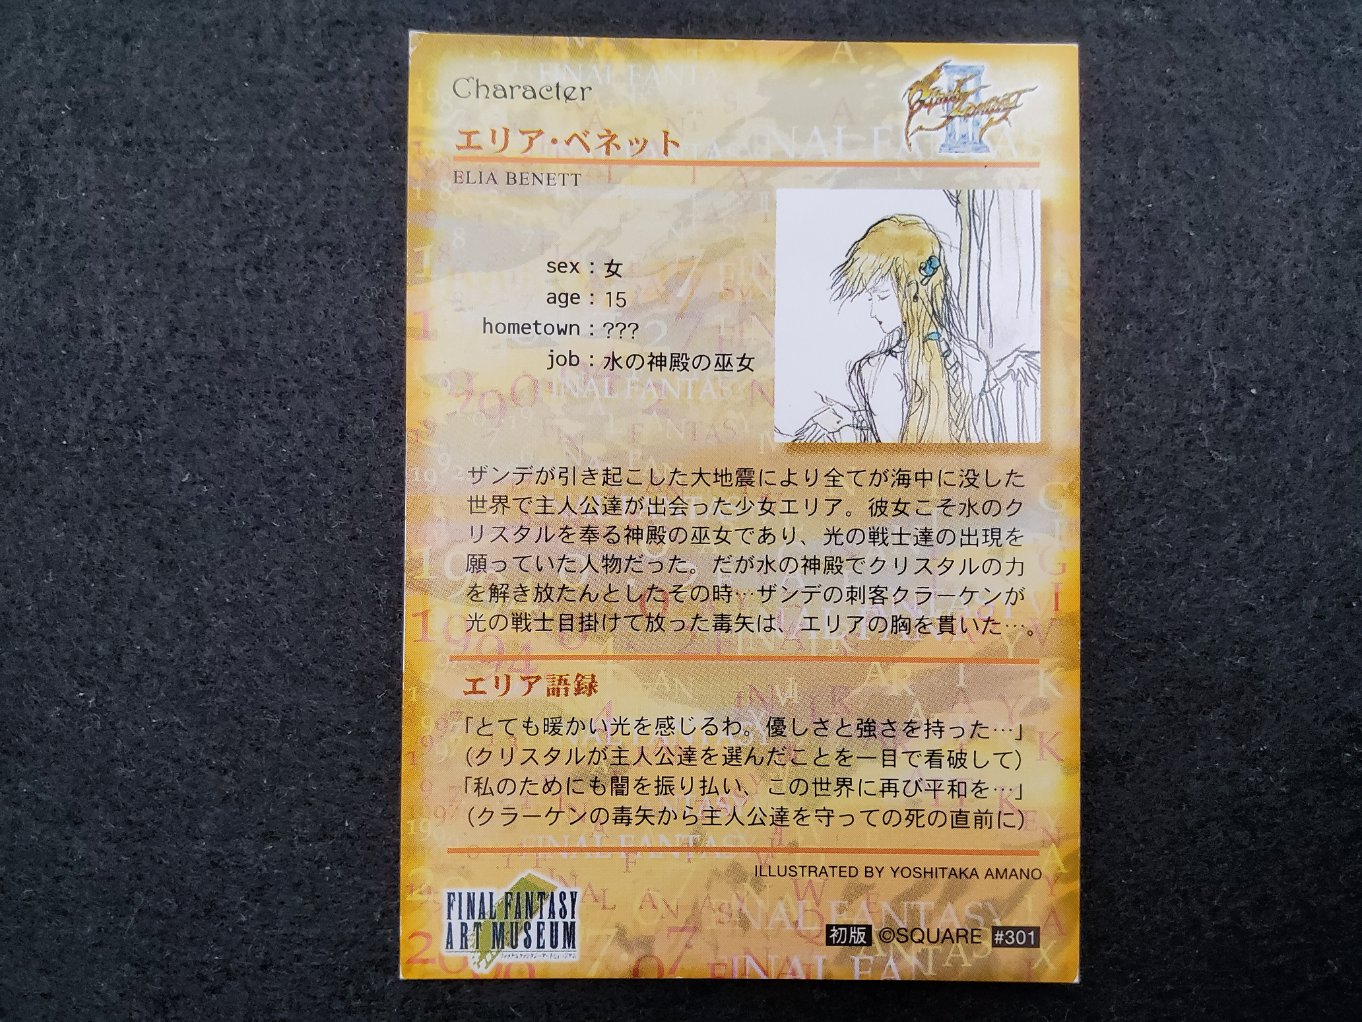 Character
FINAL FANTASY
III
エリア・ベネット
ELIA BENETT
sex：女
age：15
hometown：???
job：水の神殿の巫女
ザンデが引き起こした大地震により全てが海中に没した
世界で主人公達が出会った少女エリア。彼女こそ水のク
リスタルを奉る神殿の巫女であり、光の戦士達の出現を
願っていた人物だった。だが水の神殿でクリスタルの力
を解き放たんとしたその時…ザンデの刺客クラーケンが
光の戦士目掛けて放った毒矢は、エリアの胸を貫いた…。
エリア語録
「とても暖かい光を感じるわ。優しさと強さを持った…」
（クリスタルが主人公達を選んだことを一目で看破して）
「私のためにも闇を振り払い、この世界に再び平和を…」
（クラーケンの毒矢から主人公達を守っての死の直前に）
ILLUSTRATED BY YOSHITAKA AMANO
FINAL FANTASY
ART MUSEUM
初版 ©SQUARE #301